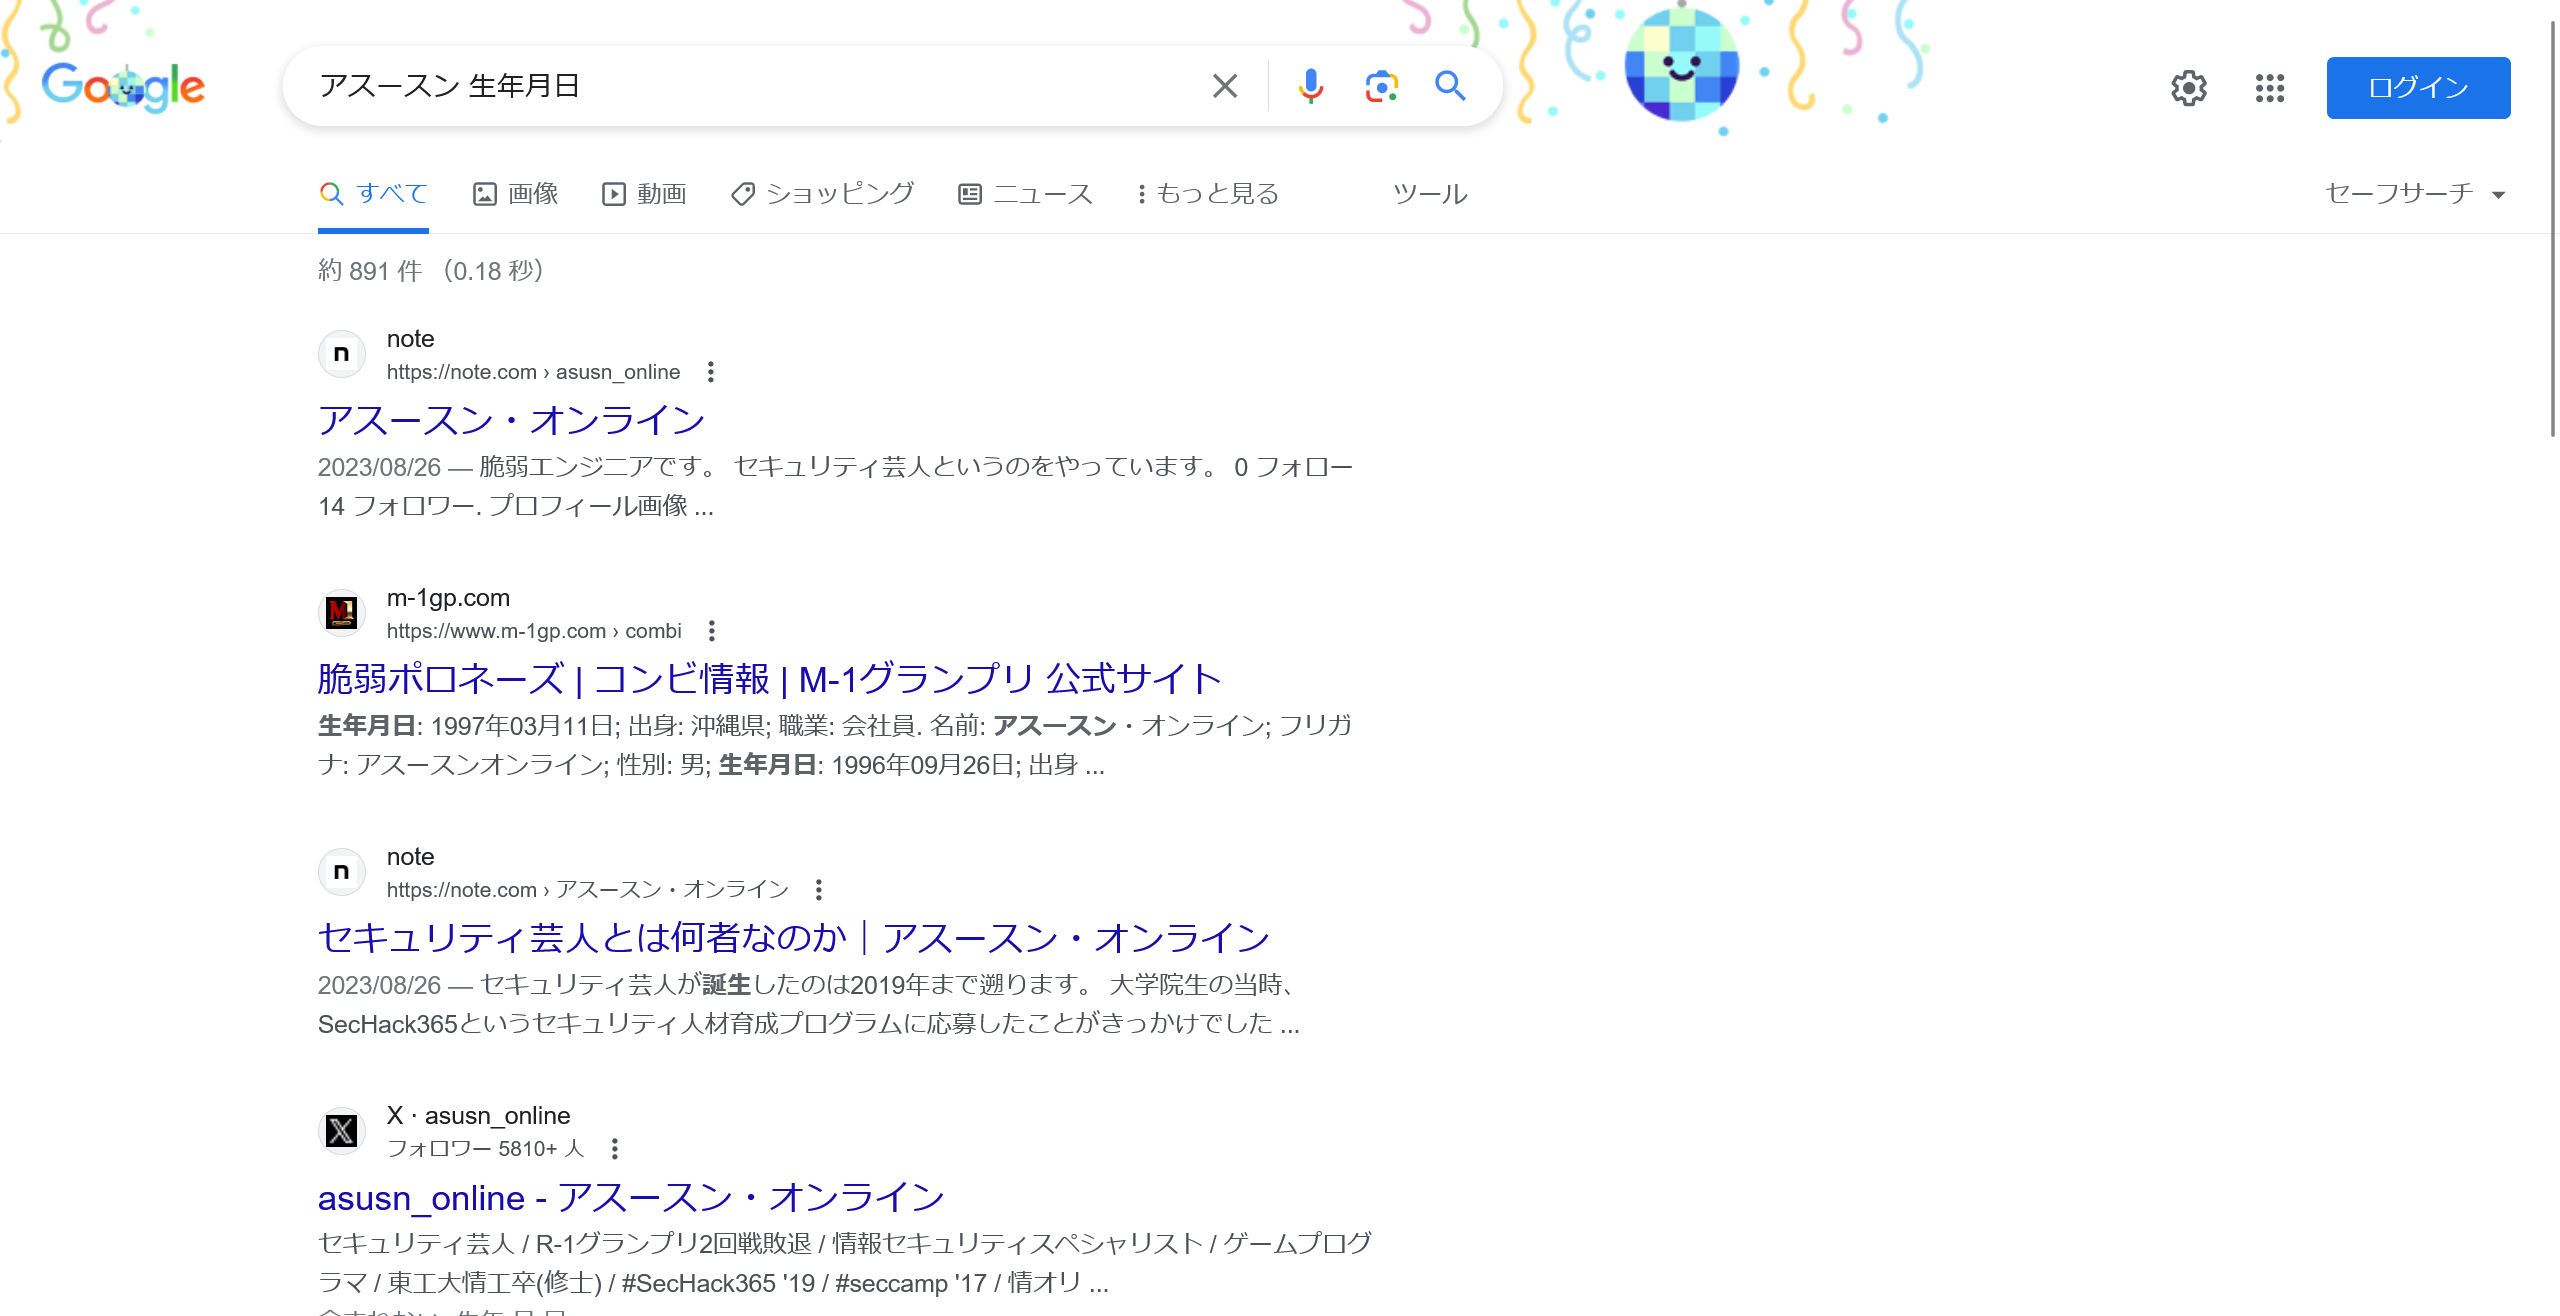 Google
アスースン 生年月日
ログイン
すべて 画像 動画 ショッピング ニュース もっと見る ツール セーフサーチ
約 891 件 （0.18 秒）
note
https://note.com › asusn_online
アスースン・オンライン
2023/08/26 — 脆弱エンジニアです。 セキュリティ芸人というのをやっています。 0 フォロー
14 フォロワー. プロフィール画像 ...
m-1gp.com
https://www.m-1gp.com › combi
脆弱ポロネーズ | コンビ情報 | M-1グランプリ 公式サイト
生年月日: 1997年03月11日; 出身: 沖縄県; 職業: 会社員. 名前: アスースン・オンライン; フリガ
ナ: アスースンオンライン; 性別: 男; 生年月日: 1996年09月26日; 出身 ...
note
https://note.com › アスースン・オンライン
セキュリティ芸人とは何者なのか｜アスースン・オンライン
2023/08/26 — セキュリティ芸人が誕生したのは2019年まで遡ります。 大学院生の当時、
SecHack365というセキュリティ人材育成プログラムに応募したことがきっかけでした ...
X · asusn_online
フォロワー 5810+ 人
asusn_online - アスースン・オンライン
セキュリティ芸人 / R-1グランプリ2回戦敗退 / 情報セキュリティスペシャリスト / ゲームプログ
ラマ / 東工大情工卒(修士) / #SecHack365 '19 / #seccamp '17 / 情オリ ...